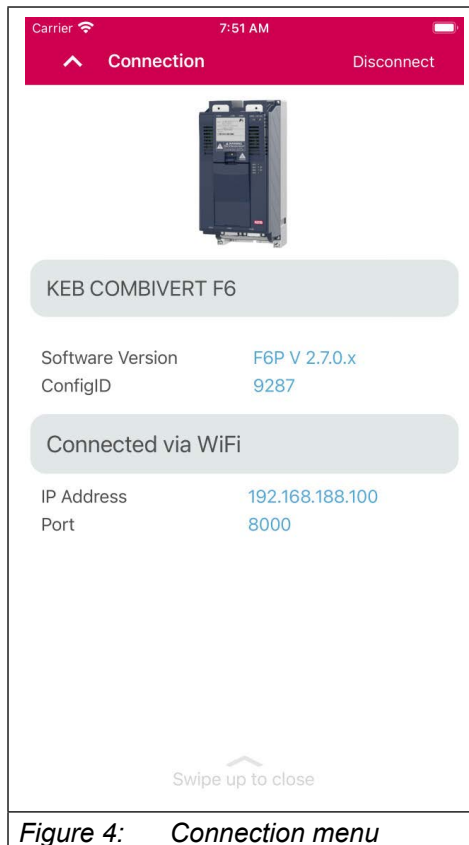 Carrier 7:51 AM
Connection Disconnect
KEB COMBIVERT F6
Software Version F6P V 2.7.0.x
ConfigID 9287
Connected via WiFi
IP Address 192.168.188.100
Port 8000
Swipe up to close
Figure 4: Connection menu